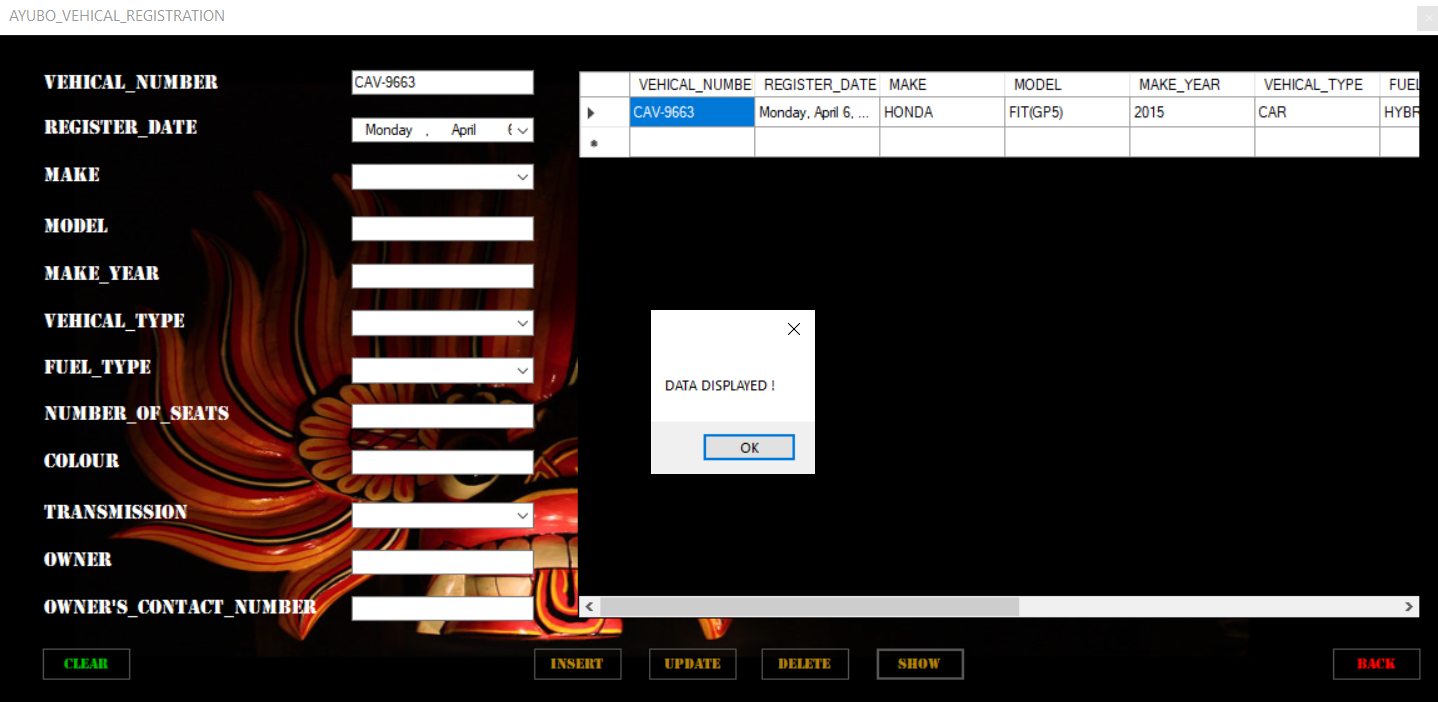 AYUBO_VEHICAL_REGISTRATION
VEHICAL_NUMBER CAV-9663
REGISTER_DATE Monday , April 6
MAKE
MODEL
MAKE_YEAR
VEHICAL_TYPE
FUEL_TYPE
NUMBER_OF_SEATS
COLOUR
TRANSMISSION
OWNER
OWNER'S_CONTACT_NUMBER
VEHICAL_NUMBE REGISTER_DATE MAKE MODEL MAKE_YEAR VEHICAL_TYPE FUEL
CAV-9663 Monday, April 6, ... HONDA FIT(GP5) 2015 CAR HYBR
DATA DISPLAYED !
OK
CLEAR INSERT UPDATE DELETE SHOW BACK